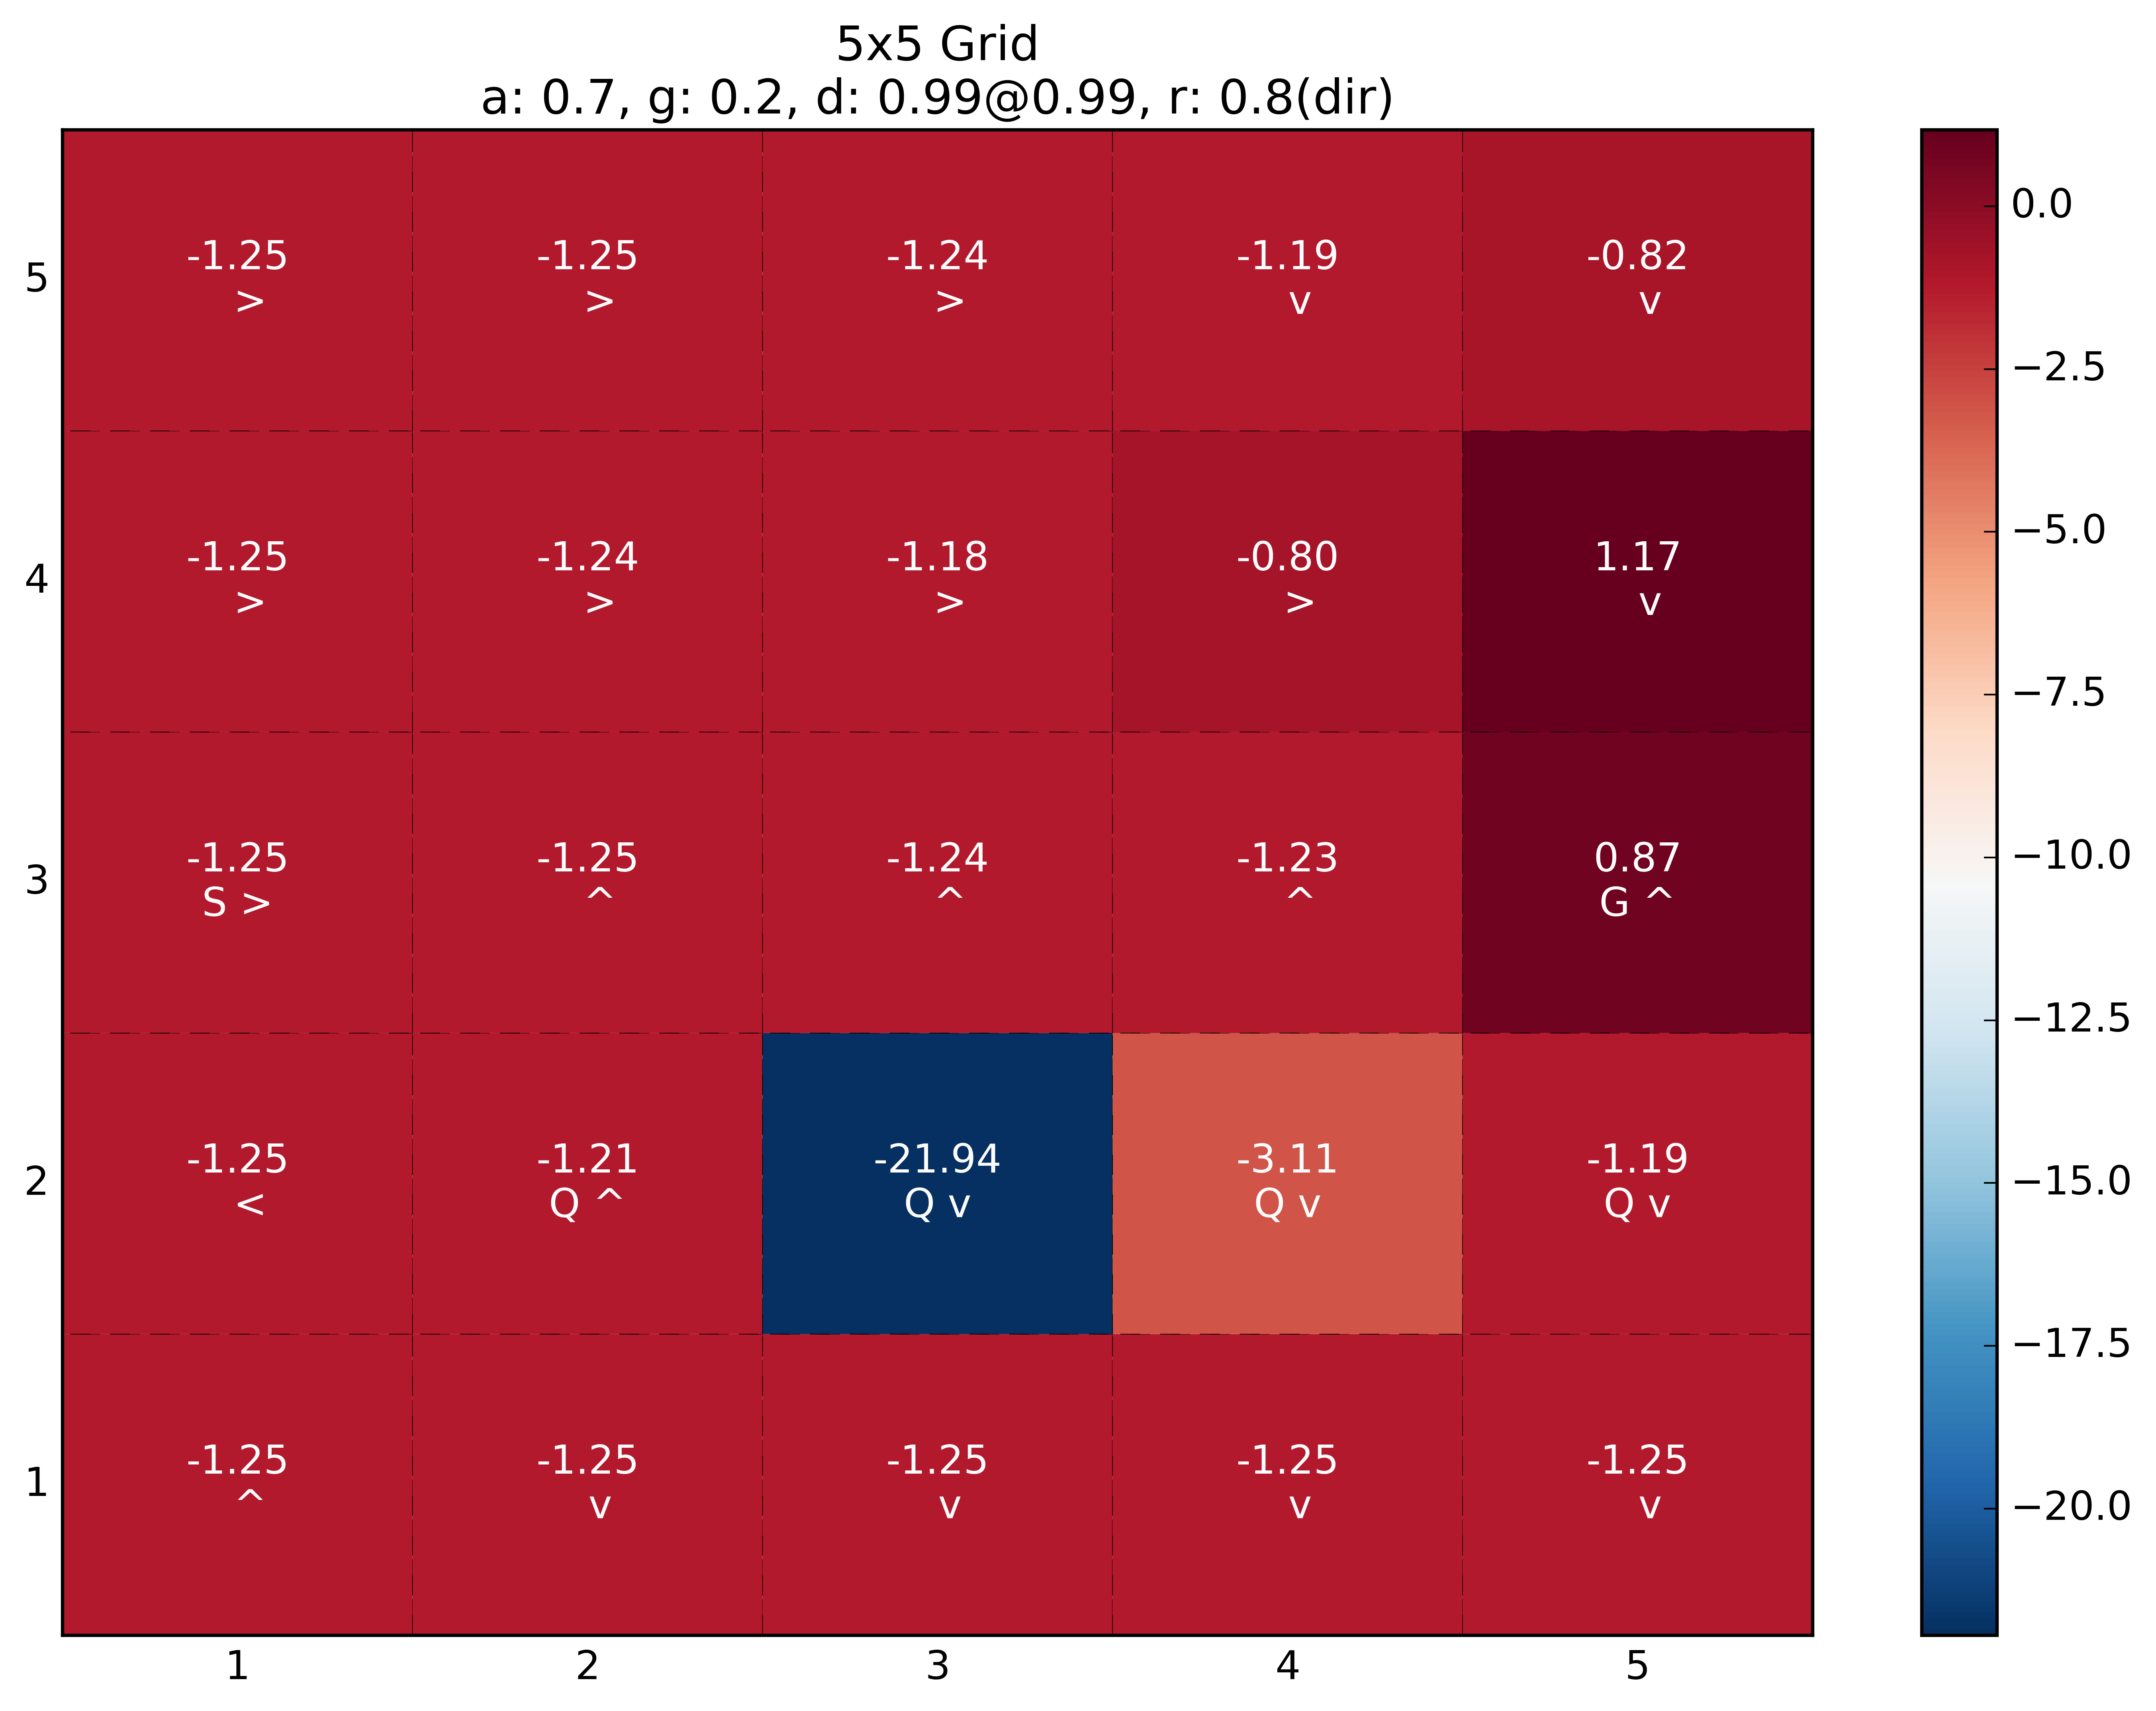 5x5 Grid
a: 0.7, g: 0.2, d: 0.99@0.99, r: 0.8(dir)
5
-1.25 -1.25 -1.24 -1.19 -0.82
> > > v v
4
-1.25 -1.24 -1.18 -0.80 1.17
> > > > v
3
-1.25 -1.25 -1.24 -1.23 0.87
S > ^ ^ ^ G ^
2
-1.25 -1.21 -21.94 -3.11 -1.19
< Q ^ Q v Q v Q v
1
-1.25 -1.25 -1.25 -1.25 -1.25
^ v v v v
1 2 3 4 5
0.0
−2.5
−5.0
−7.5
−10.0
−12.5
−15.0
−17.5
−20.0